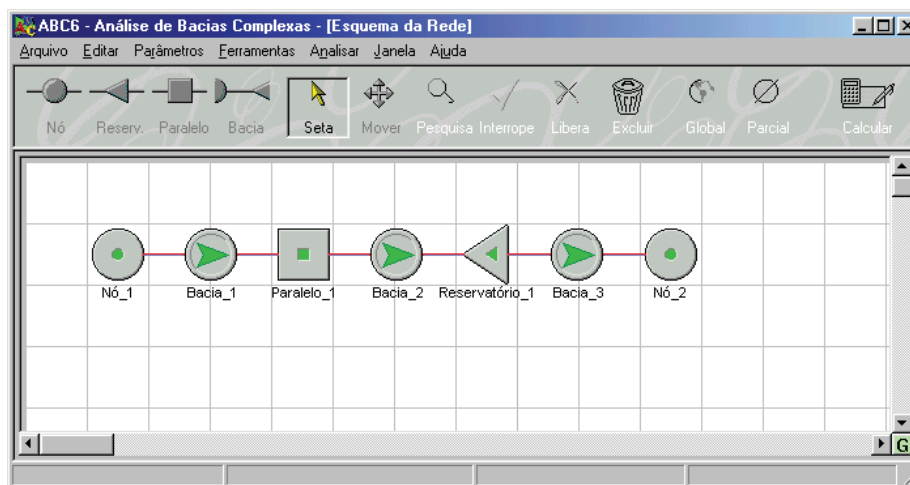 ABC6 - Análise de Bacias Complexas - [Esquema da Rede]
Arquivo Editar Parâmetros Ferramentas Analisar Janela Ajuda
Nó Reserv. Paralelo Bacia Seta Mover Pesquisa Interrope Libera Excluir Global Parcial Calcular
Nó_1 Bacia_1 Paralelo_1 Bacia_2 Reservatório_1 Bacia_3 Nó_2
G